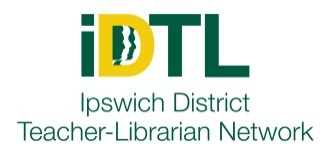 iDTL
Ipswich District
Teacher-Librarian Network